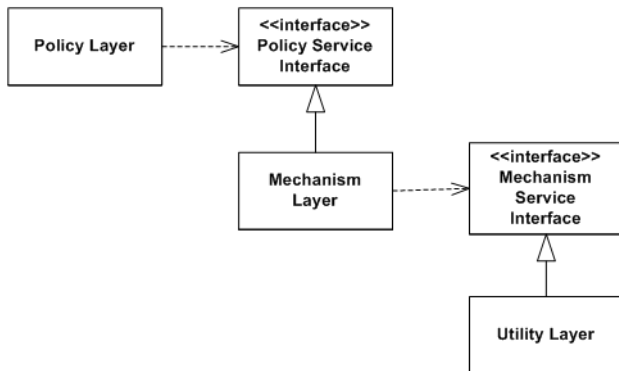 Policy Layer
<<interface>>
Policy Service
Interface
Mechanism
Layer
<<interface>>
Mechanism
Service
Interface
Utility Layer